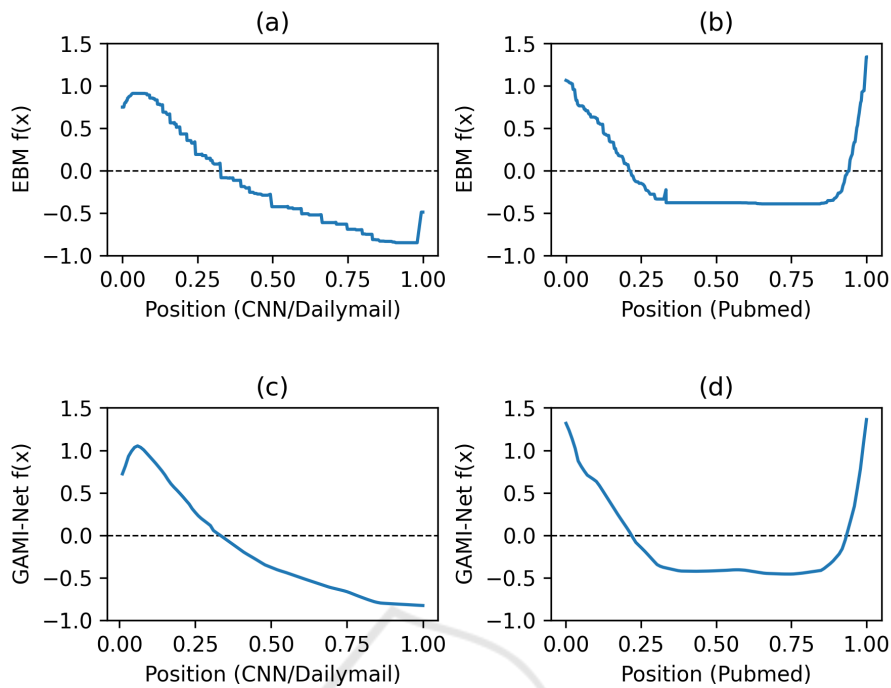 (a)
1.5
1.0
0.5
0.0
−0.5
−1.0
EBM f(x)
0.00 0.25 0.50 0.75 1.00
Position (CNN/Dailymail)
(b)
1.5
1.0
0.5
0.0
−0.5
−1.0
EBM f(x)
0.00 0.25 0.50 0.75 1.00
Position (Pubmed)
(c)
1.5
1.0
0.5
0.0
−0.5
−1.0
GAMI-Net f(x)
0.00 0.25 0.50 0.75 1.00
Position (CNN/Dailymail)
(d)
1.5
1.0
0.5
0.0
−0.5
−1.0
GAMI-Net f(x)
0.00 0.25 0.50 0.75 1.00
Position (Pubmed)